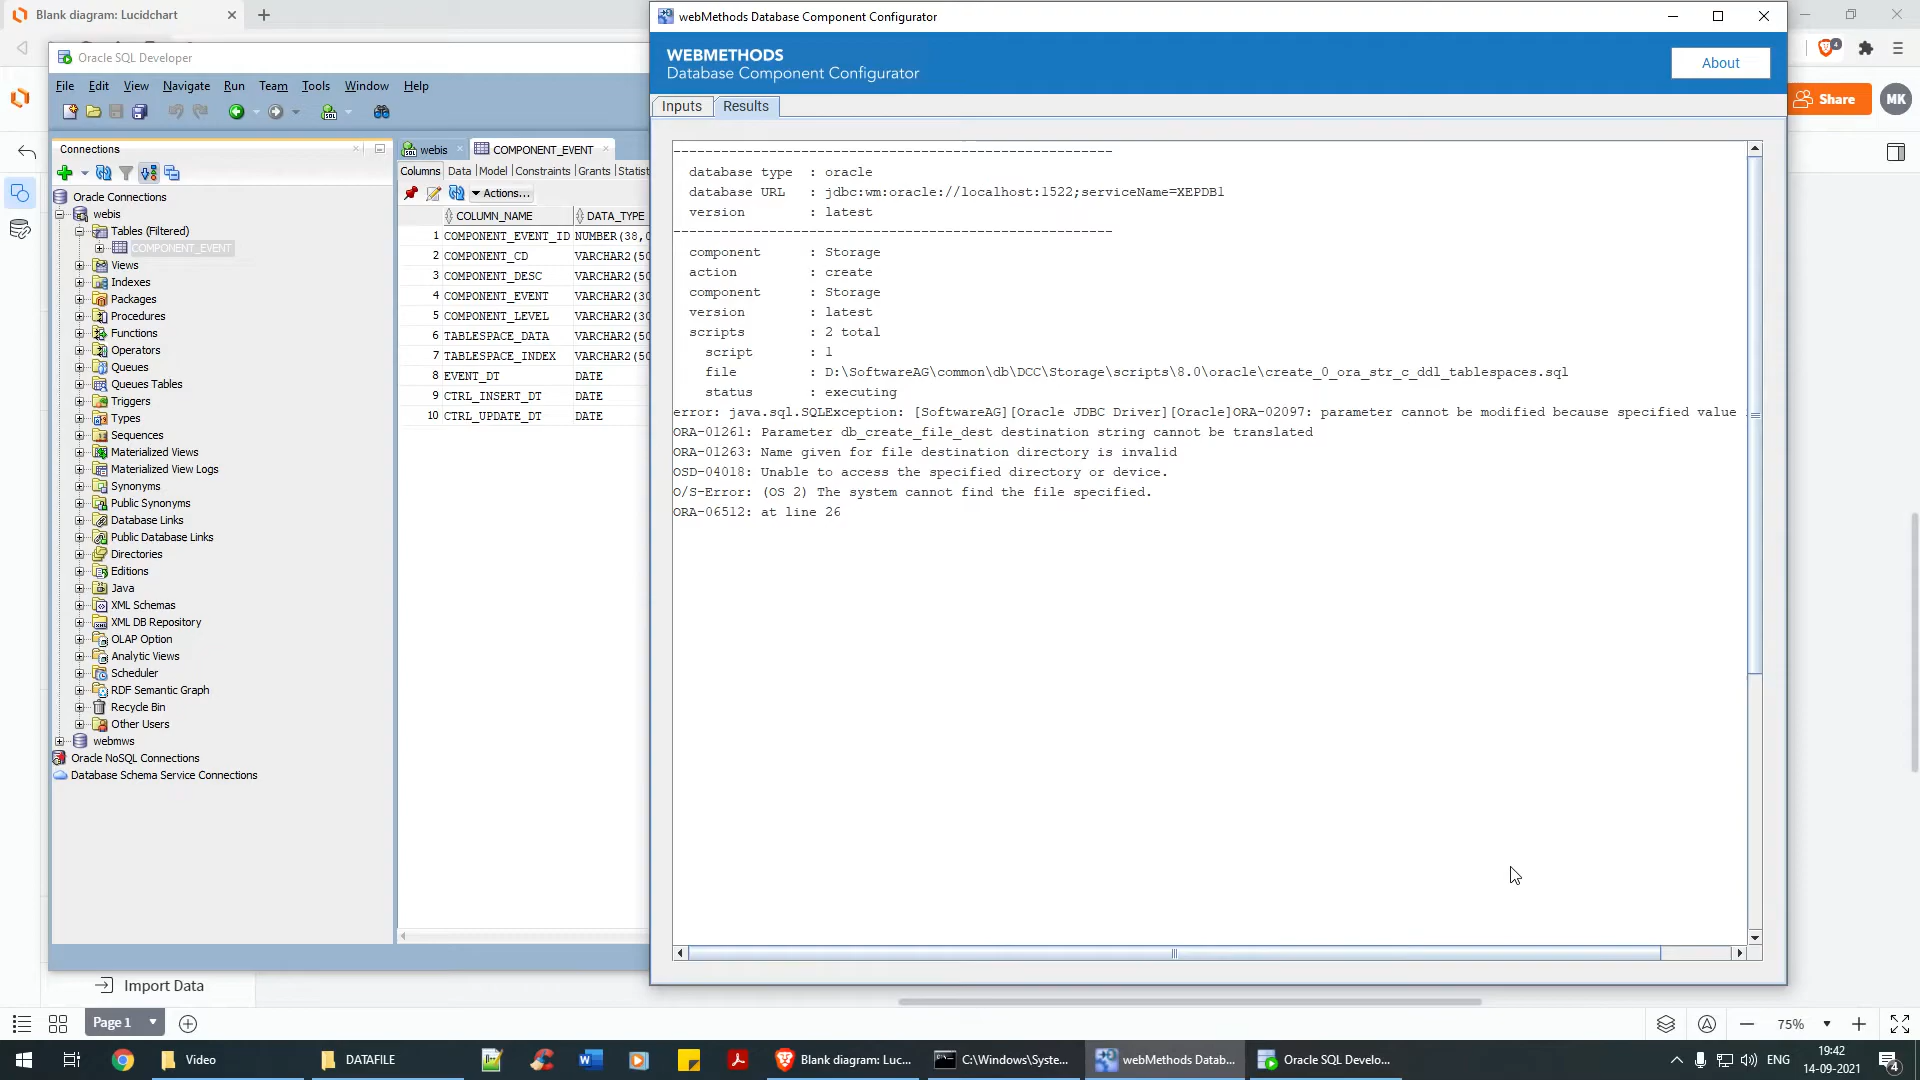 Blank diagram: Lucidchart
webMethods Database Component Configurator
WEBMETHODS
Database Component Configurator
About
Inputs
Results
Oracle SQL Developer
File Edit View Navigate Run Team Tools Window Help
Connections
Oracle Connections
webis
Tables (Filtered)
COMPONENT_EVENT
Views
Indexes
Packages
Procedures
Functions
Operators
Queues
Queues Tables
Triggers
Types
Sequences
Materialized Views
Materialized View Logs
Synonyms
Public Synonyms
Database Links
Public Database Links
Directories
Editions
Java
XML Schemas
XML DB Repository
OLAP Option
Analytic Views
Scheduler
RDF Semantic Graph
Recycle Bin
Other Users
webmws
Oracle NoSQL Connections
Database Schema Service Connections
webis COMPONENT_EVENT
Columns Data Model Constraints Grants Statist
Actions...
COLUMN_NAME DATA_TYPE
1 COMPONENT_EVENT_ID NUMBER(38,0
2 COMPONENT_CD VARCHAR2(50
3 COMPONENT_DESC VARCHAR2(50
4 COMPONENT_EVENT VARCHAR2(30
5 COMPONENT_LEVEL VARCHAR2(30
6 TABLESPACE_DATA VARCHAR2(50
7 TABLESPACE_INDEX VARCHAR2(50
8 EVENT_DT DATE
9 CTRL_INSERT_DT DATE
10 CTRL_UPDATE_DT DATE
-------------------------------------------------------
database type : oracle
database URL : jdbc:wm:oracle://localhost:1522;serviceName=XEPDB1
version : latest
-------------------------------------------------------
component : Storage
action : create
component : Storage
version : latest
scripts : 2 total
script : 1
file : D:\SoftwareAG\common\db\DCC\Storage\scripts\8.0\oracle\create_0_ora_str_c_ddl_tablespaces.sql
status : executing
error: java.sql.SQLException: [SoftwareAG][Oracle JDBC Driver][Oracle]ORA-02097: parameter cannot be modified because specified value
ORA-01261: Parameter db_create_file_dest destination string cannot be translated
ORA-01263: Name given for file destination directory is invalid
OSD-04018: Unable to access the specified directory or device.
O/S-Error: (OS 2) The system cannot find the file specified.
ORA-06512: at line 26
4
Share
MK
Import Data
Page 1
75%
Video
DATAFILE
Blank diagram: Luc...
C:\Windows\Syste...
webMethods Datab...
Oracle SQL Develo...
ENG
19:42
14-09-2021
4